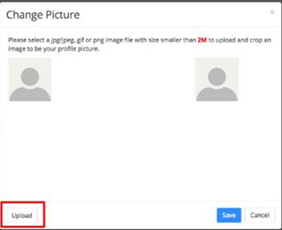 Change Picture
×
Please select a jpg/jpeg, gif or png image file with size smaller than 2M to upload and crop an
image to be your profile picture.
Upload
Save
Cancel